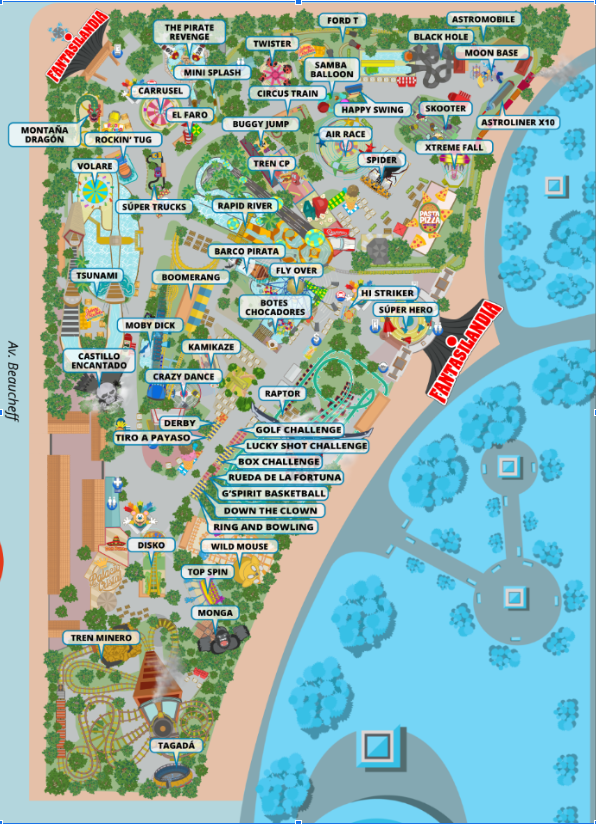 FANTASILANDIA
THE PIRATE
REVENGE
FORD T
ASTROMOBILE
TWISTER
BLACK HOLE
MOON BASE
MINI SPLASH
SAMBA
BALLOON
CARRUSEL
CIRCUS TRAIN
EL FARO
HAPPY SWING
SKOOTER
ASTROLINER X10
MONTAÑA
DRAGÓN
ROCKIN' TUG
BUGGY JUMP
AIR RACE
XTREME FALL
VOLARE
TREN CP
SPIDER
SÚPER TRUCKS
RAPID RIVER
PASTA
PIZZA
BARCO PIRATA
FLY OVER
TSUNAMI
BOOMERANG
HI STRIKER
BOTES
CHOCADORES
SÚPER HERO
FANTASILANDIA
MOBY DICK
KAMIKAZE
Av. Beaucheff
CASTILLO
ENCANTADO
CRAZY DANCE
RAPTOR
DERBY
GOLF CHALLENGE
TIRO A PAYASO
LUCKY SHOT CHALLENGE
BOX CHALLENGE
RUEDA DE LA FORTUNA
G'SPIRIT BASKETBALL
DOWN THE CLOWN
RING AND BOWLING
DISKO
WILD MOUSE
TOP SPIN
MONGA
TREN MINERO
TAGADÁ